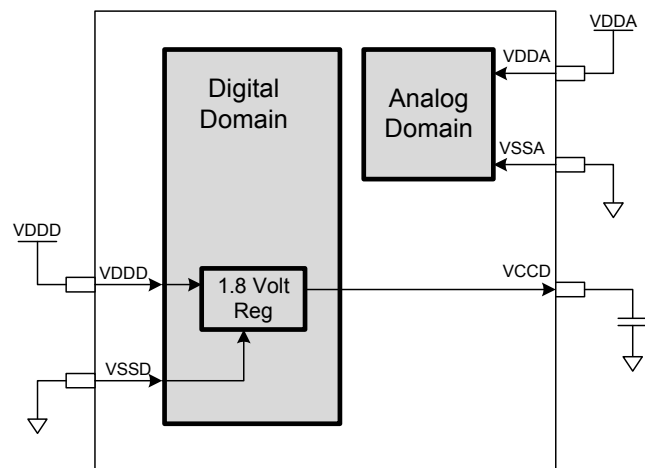 VDDA
VDDA
Digital
Domain
Analog
Domain
VSSA
VDDD
VDDD
VCCD
1.8 Volt
Reg
VSSD